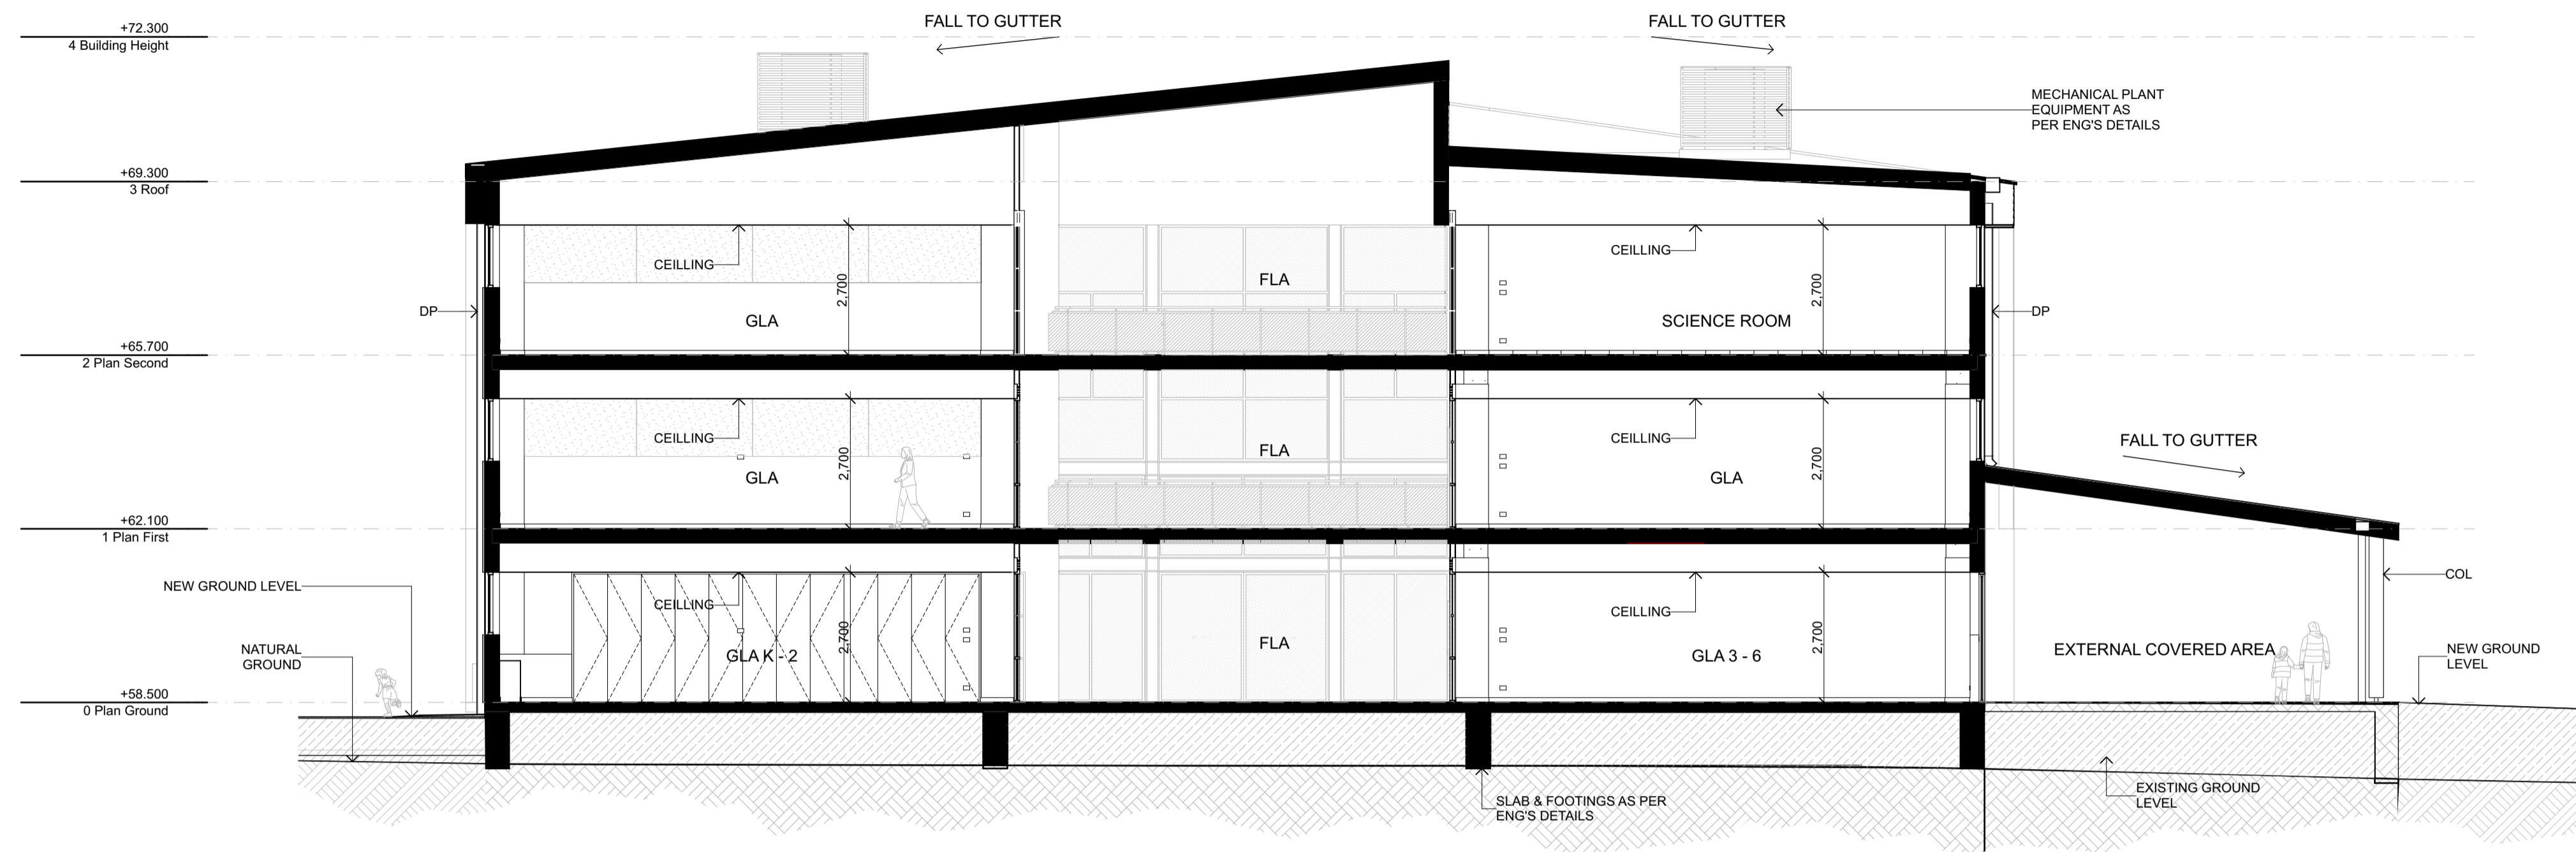 FALL TO GUTTER
FALL TO GUTTER
+72.300
4 Building Height
MECHANICAL PLANT
EQUIPMENT AS
PER ENG'S DETAILS
+69.300
3 Roof
CEILLING
2,700
FLA
CEILLING
2,700
DP
GLA
SCIENCE ROOM
DP
+65.700
2 Plan Second
CEILLING
2,700
GLA
FLA
CEILLING
2,700
GLA
FALL TO GUTTER
+62.100
1 Plan First
NEW GROUND LEVEL
CEILLING
2,700
GLA K - 2
FLA
CEILLING
2,700
GLA 3 - 6
COL
EXTERNAL COVERED AREA
NEW GROUND
LEVEL
NATURAL
GROUND
+58.500
0 Plan Ground
SLAB & FOOTINGS AS PER
ENG'S DETAILS
EXISTING GROUND
LEVEL